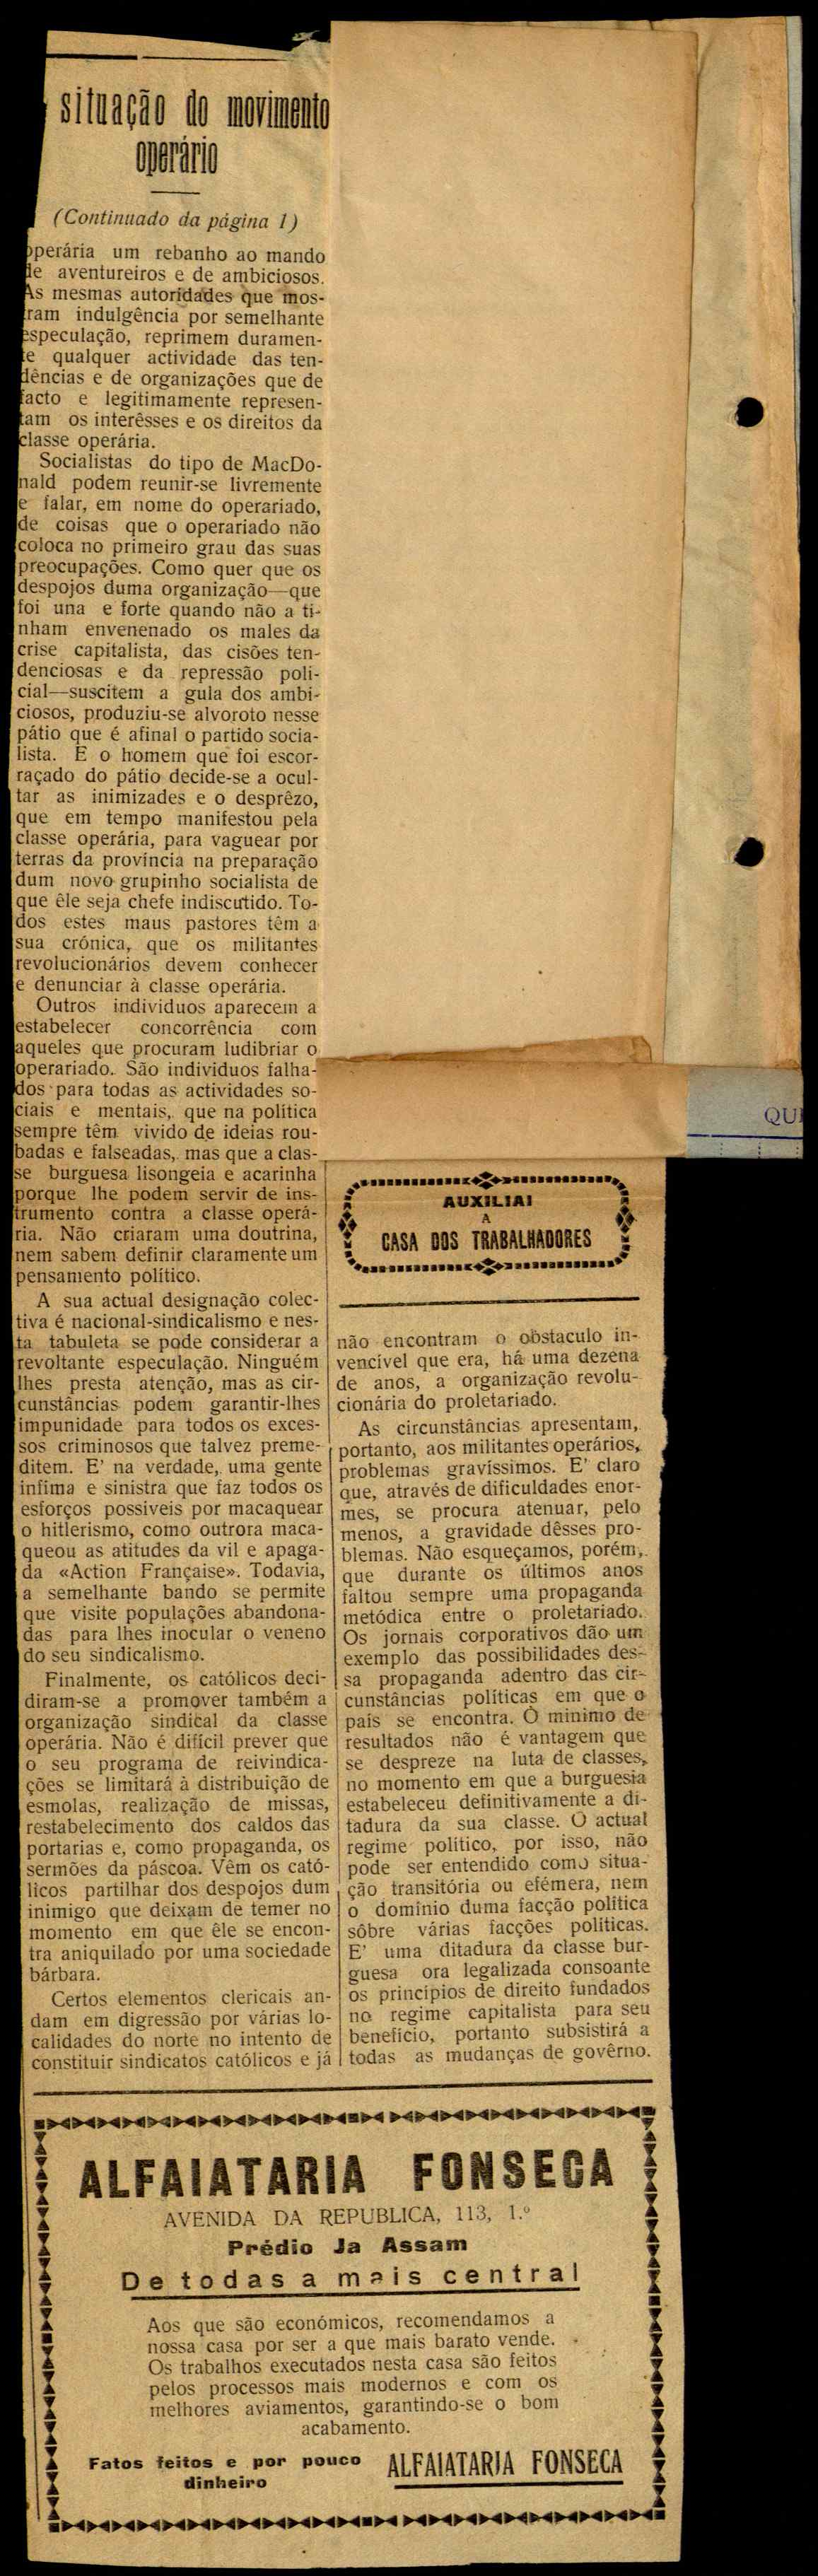 situação do movimento
operário
(Continuado da página 1)
operária um rebanho ao mando
de aventureiros e de ambiciosos.
As mesmas autoridades que mos-
tram indulgência por semelhante
especulação, reprimem duramen-
te qualquer actividade das ten-
dências e de organizações que de
facto e legitimamente represen-
tam os interêsses e os direitos da
classe operária.
Socialistas do tipo de MacDo-
nald podem reunir-se livremente
e falar, em nome do operariado,
de coisas que o operariado não
coloca no primeiro grau das suas
preocupações. Como quer que os
despojos duma organização—que
foi una e forte quando não a ti-
nham envenenado os males da
crise capitalista, das cisões ten-
denciosas e da repressão poli-
cial—suscitem a gula dos ambi-
ciosos, produziu-se alvoroto nesse
pátio que é afinal o partido socia-
lista. E o homem que foi escor-
raçado do pátio decide-se a ocul-
tar as inimizades e o desprêzo,
que em tempo manifestou pela
classe operária, para vaguear por
terras da província na preparação
dum novo grupinho socialista de
que êle seja chefe indiscutido. To-
dos estes maus pastores têm a
sua crónica, que os militantes
revolucionários devem conhecer
e denunciar à classe operária.
Outros individuos aparecem a
estabelecer concorrência com
aqueles que procuram ludibriar o
operariado. São individuos falha-
dos para todas as actividades so-
ciais e mentais, que na política
sempre têm vivido de ideias rou-
badas e falseadas, mas que a clas-
se burguesa lisongeia e acarinha
porque lhe podem servir de ins-
trumento contra a classe operá-
ria. Não criaram uma doutrina,
nem sabem definir claramente um
pensamento político.
A sua actual designação colec-
tiva é nacional-sindicalismo e nes-
ta tabuleta se pode considerar a
revoltante especulação. Ninguém
lhes presta atenção, mas as cir-
cunstâncias podem garantir-lhes
impunidade para todos os exces-
sos criminosos que talvez preme-
ditem. E' na verdade, uma gente
infima e sinistra que faz todos os
esforços possiveis por macaquear
o hitlerismo, como outrora maca-
queou as atitudes da vil e apaga-
da «Action Française». Todavia,
a semelhante bando se permite
que visite populações abandona-
das para lhes inocular o veneno
do seu sindicalismo.
Finalmente, os católicos deci-
diram-se a promover também a
organização sindical da classe
operária. Não é difícil prever que
o seu programa de reivindica-
ções se limitará à distribuição de
esmolas, realização de missas,
restabelecimento dos caldos das
portarias e, como propaganda, os
sermões da páscoa. Vêm os cató-
licos partilhar dos despojos dum
inimigo que deixam de temer no
momento em que êle se encon-
tra aniquilado por uma sociedade
bárbara.
Certos elementos clericais an-
dam em digressão por várias lo-
calidades do norte no intento de
constituir sindicatos católicos e já
QUI
AUXILIAI
A
CASA DOS TRABALHADORES
não encontram o obstaculo in-
vencível que era, há uma dezena
de anos, a organização revolu-
cionária do proletariado.
As circunstâncias apresentam,
portanto, aos militantes operários,
problemas gravíssimos. E' claro
que, através de dificuldades enor-
mes, se procura atenuar, pelo
menos, a gravidade dêsses pro-
blemas. Não esqueçamos, porém,
que durante os últimos anos
faltou sempre uma propaganda
metódica entre o proletariado.
Os jornais corporativos dão um
exemplo das possibilidades des-
sa propaganda adentro das cir-
cunstâncias políticas em que o
país se encontra. O minimo de
resultados não é vantagem que
se despreze na luta de classes,
no momento em que a burguesia
estabeleceu definitivamente a di-
tadura da sua classe. O actual
regime político, por isso, não
pode ser entendido como situa-
ção transitória ou efémera, nem
o domínio duma facção política
sôbre várias facções políticas.
E' uma ditadura da classe bur-
guesa ora legalizada consoante
os princípios de direito fundados
no regime capitalista para seu
benefício, portanto subsistirá a
todas as mudanças de govêrno.
ALFAIATARIA FONSECA
AVENIDA DA REPUBLICA, 113, 1.º
Prédio Ja Assam
De todas a mais central
Aos que são económicos, recomendamos a
nossa casa por ser a que mais barato vende.
Os trabalhos executados nesta casa são feitos
pelos processos mais modernos e com os
melhores aviamentos, garantindo-se o bom
acabamento.
Fatos feitos e por pouco
dinheiro
ALFAIATARIA FONSECA